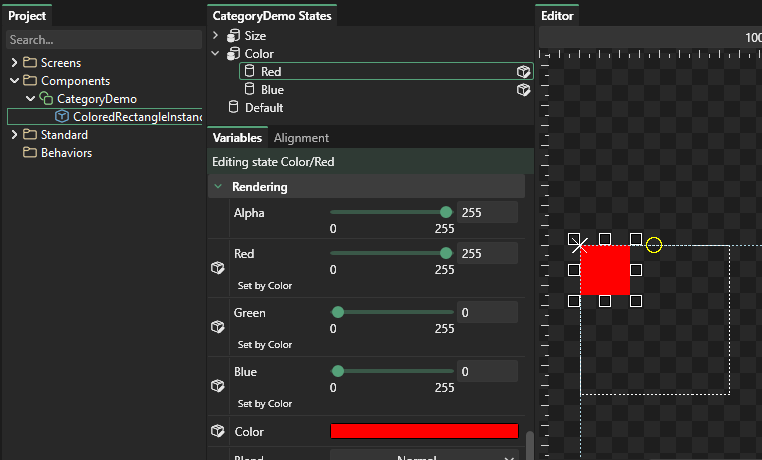 Project
Search...
Screens
Components
CategoryDemo
ColoredRectangleInstanc
Standard
Behaviors
CategoryDemo States
Size
Color
Red
Blue
Default
Variables Alignment
Editing state Color/Red
Rendering
Alpha 255
0 255
Red 255
0 255
Set by Color
Green 0
0 255
Set by Color
Blue 0
0 255
Set by Color
Color
Blend Normal
Editor
100